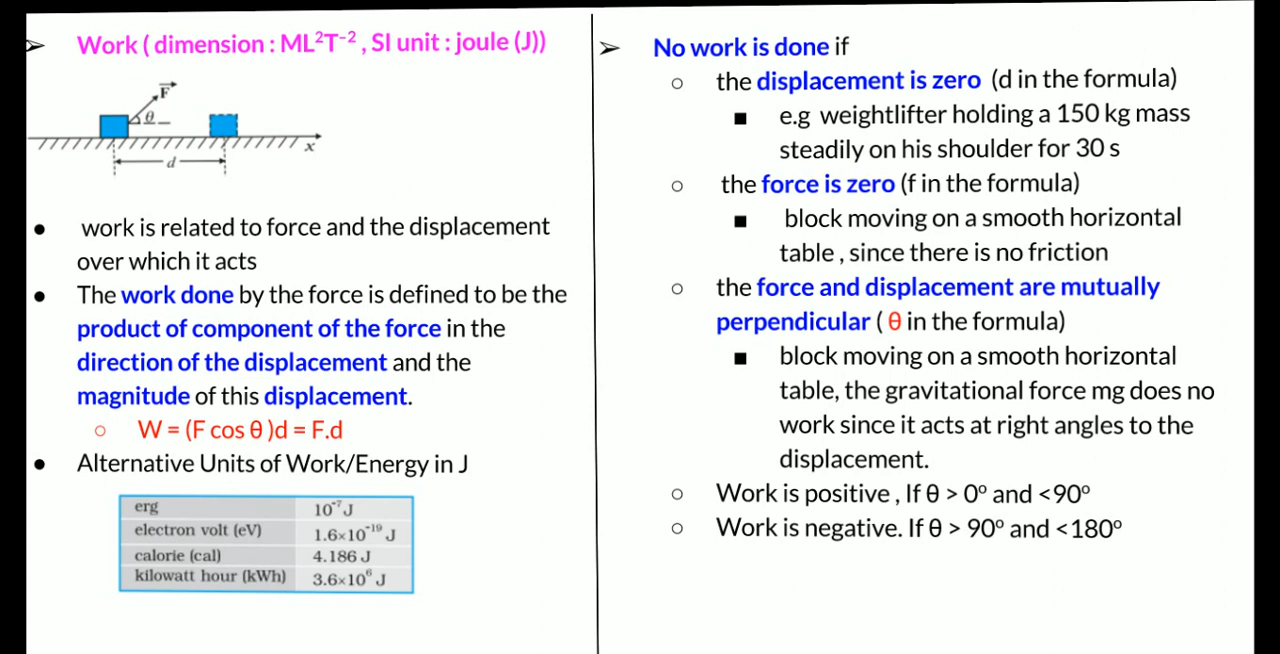 ➢ Work ( dimension : ML²T⁻² , SI unit : joule (J))
F
θ
x
d
● work is related to force and the displacement
over which it acts
● The work done by the force is defined to be the
product of component of the force in the
direction of the displacement and the
magnitude of this displacement.
○ W = (F cos θ )d = F.d
● Alternative Units of Work/Energy in J
erg 10⁻⁷ J
electron volt (eV) 1.6×10⁻¹⁹ J
calorie (cal) 4.186 J
kilowatt hour (kWh) 3.6×10⁶ J
➢ No work is done if
○ the displacement is zero (d in the formula)
■ e.g weightlifter holding a 150 kg mass
steadily on his shoulder for 30 s
○ the force is zero (f in the formula)
■ block moving on a smooth horizontal
table , since there is no friction
○ the force and displacement are mutually
perpendicular ( θ in the formula)
■ block moving on a smooth horizontal
table, the gravitational force mg does no
work since it acts at right angles to the
displacement.
○ Work is positive , If θ > 0º and <90º
○ Work is negative. If θ > 90º and <180º